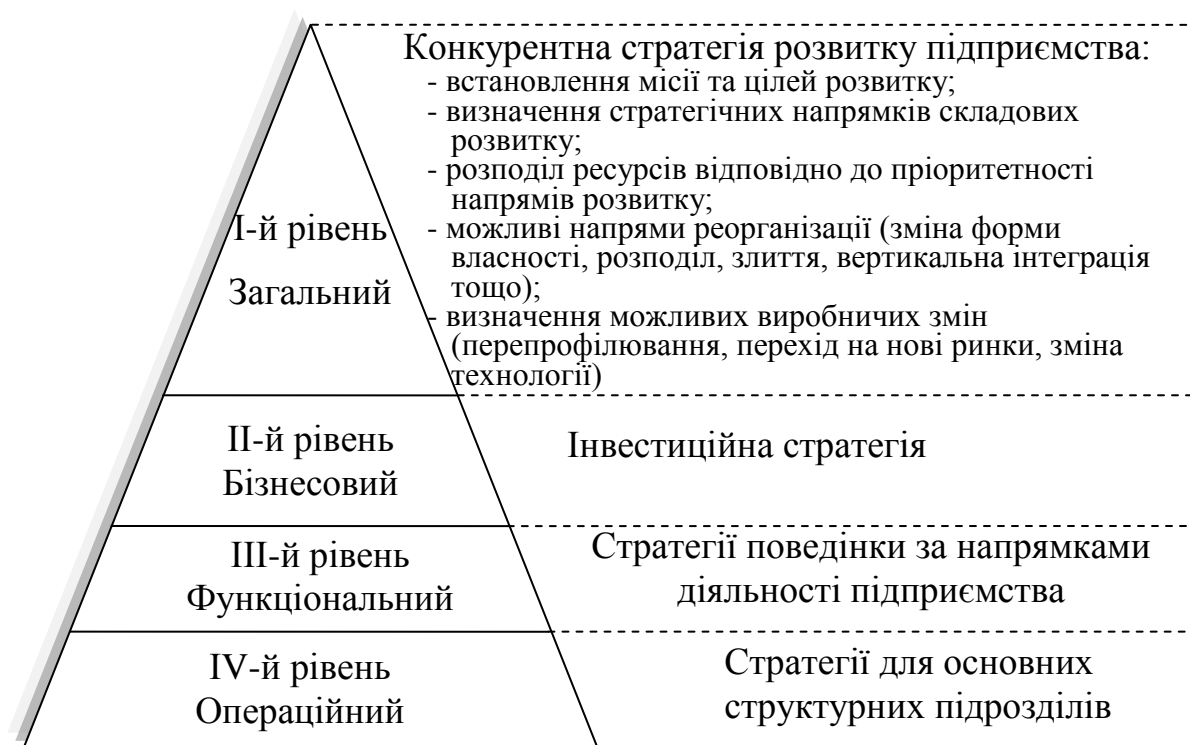 Конкурентна стратегія розвитку підприємства:
- встановлення місії та цілей розвитку;
- визначення стратегічних напрямків складових
розвитку;
- розподіл ресурсів відповідно до пріоритетності
напрямів розвитку;
- можливі напрями реорганізації (зміна форми
власності, розподіл, злиття, вертикальна інтеграція
тощо);
- визначення можливих виробничих змін
(перепрофілювання, перехід на нові ринки, зміна
технології)
І-й рівень
Загальний
ІІ-й рівень
Бізнесовий
Інвестиційна стратегія
ІІІ-й рівень
Функціональний
Стратегії поведінки за напрямками
діяльності підприємства
IV-й рівень
Операційний
Стратегії для основних
структурних підрозділів